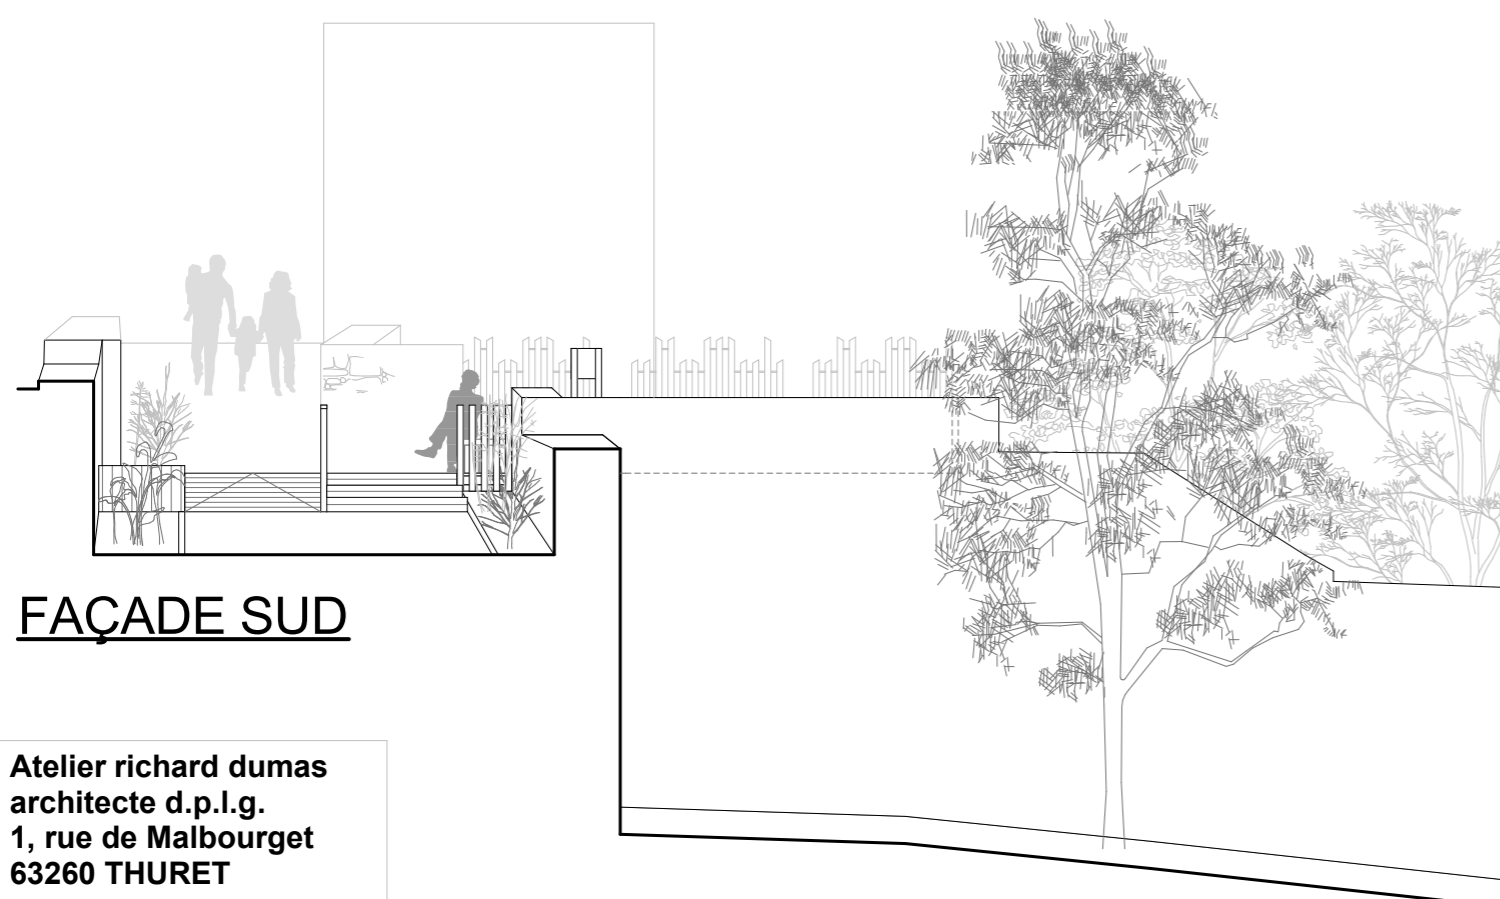 FAÇADE SUD
Atelier richard dumas
architecte d.p.l.g.
1, rue de Malbourget
63260 THURET